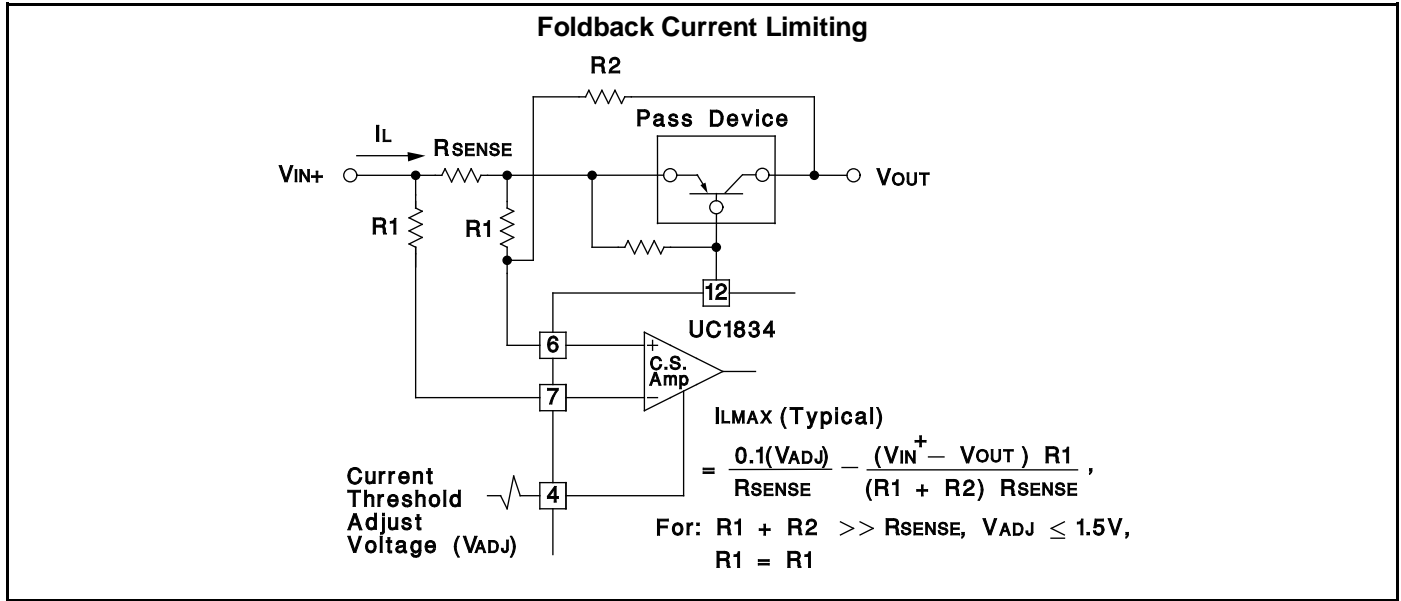 Foldback Current Limiting
R2
Pass Device
IL
RSENSE
VIN+
VOUT
R1
R1
12
UC1834
6
+
C.S.
Amp
7
−
ILMAX (Typical)
= 0.1(VADJ) / RSENSE − (VIN+ − VOUT ) R1 / (R1 + R2) RSENSE ,
Current
Threshold
Adjust
Voltage (VADJ)
4
For: R1 + R2 >> RSENSE, VADJ ≤ 1.5V,
R1 = R1